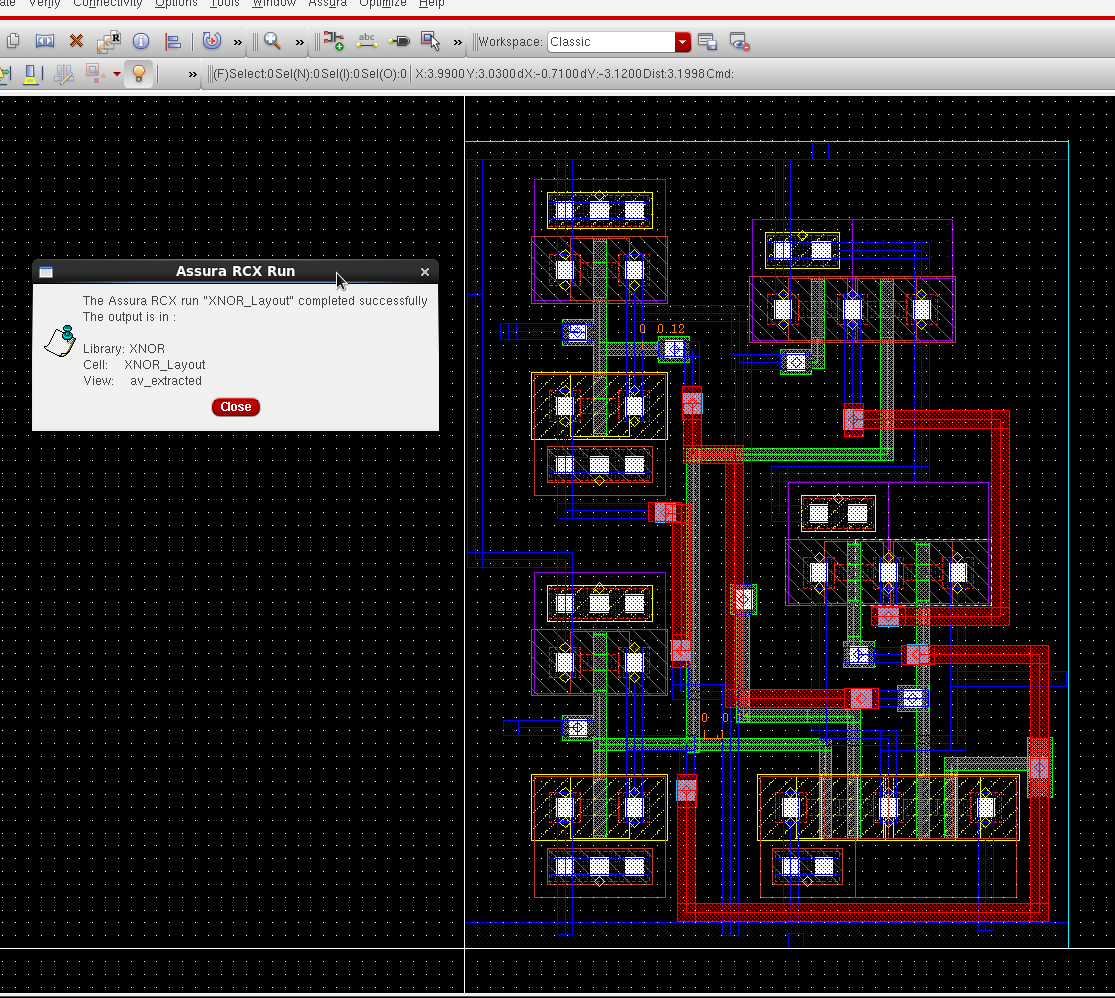 Verify Connectivity Options Tools Window Assura Optimize Help
R
abc
Workspace: Classic
» (F)Select:0Sel(N):0Sel(I):0Sel(O):0 X:3.9900Y:3.0300dX:-0.7100dY:-3.1200Dist:3.1998Cmd:
Assura RCX Run
The Assura RCX run "XNOR_Layout" completed successfully
The output is in :
Library: XNOR
Cell: XNOR_Layout
View: av_extracted
Close
0 0.12
0 0